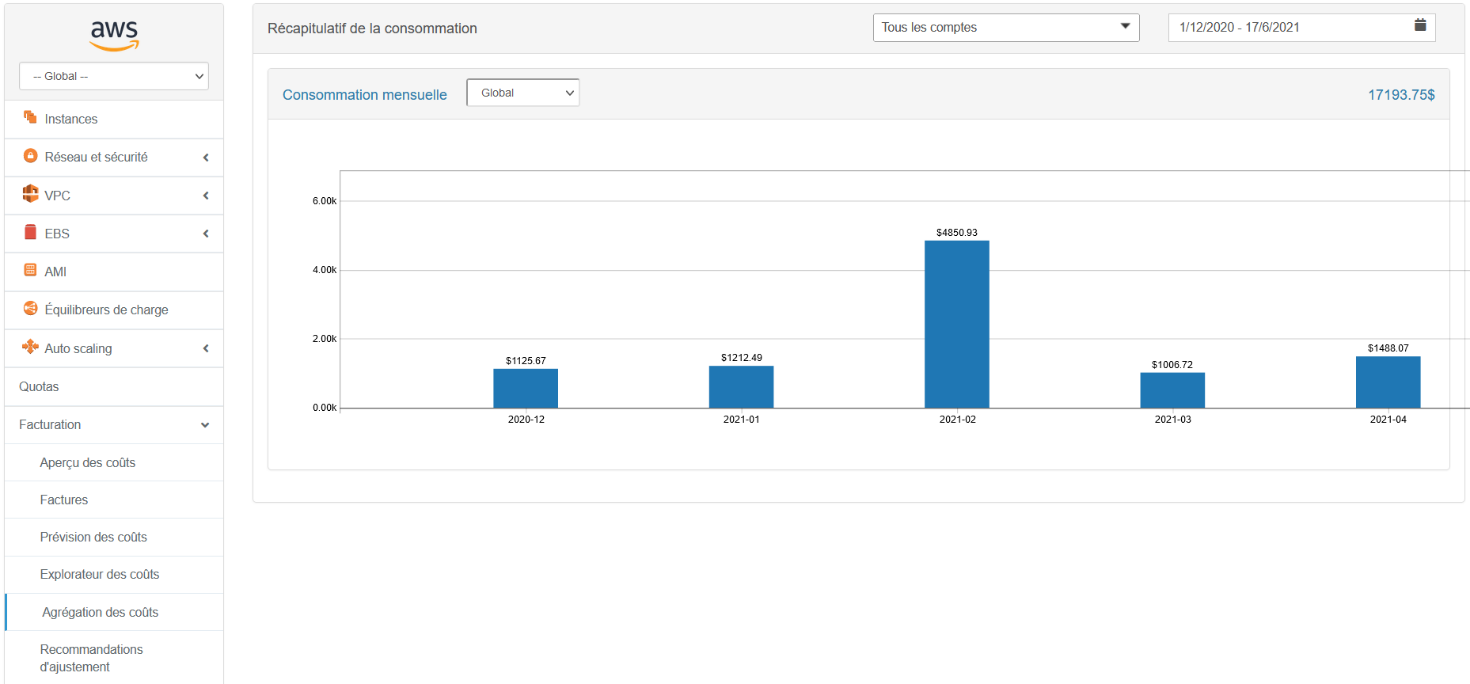 aws
-- Global --
Instances
Réseau et sécurité
VPC
EBS
AMI
Équilibreurs de charge
Auto scaling
Quotas
Facturation
Aperçu des coûts
Factures
Prévision des coûts
Explorateur des coûts
Agrégation des coûts
Recommandations
d'ajustement
Récapitulatif de la consommation
Tous les comptes
1/12/2020 - 17/6/2021
Consommation mensuelle
Global
17193.75$
6.00k
4.00k
2.00k
0.00k
$1125.67
$1212.49
$4850.93
$1006.72
$1488.07
2020-12
2021-01
2021-02
2021-03
2021-04